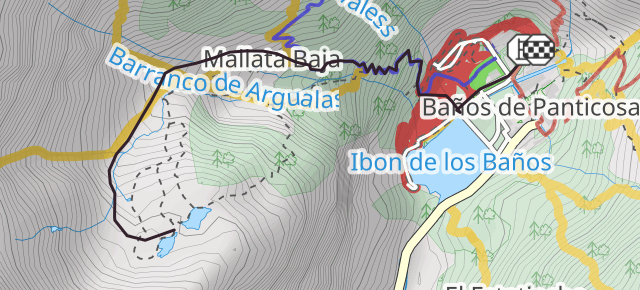 Mallata Baja
Barranco de Argualas
Baños de Panticosa
Ibon de los Baños